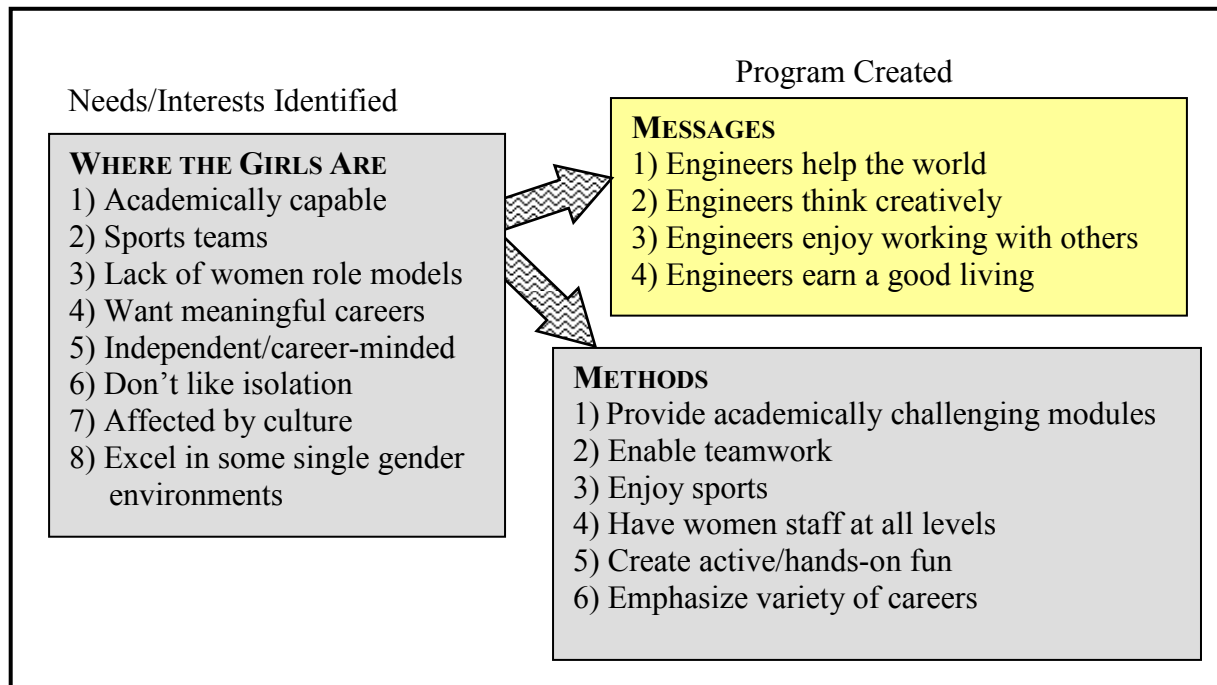 Needs/Interests Identified
WHERE THE GIRLS ARE
1) Academically capable
2) Sports teams
3) Lack of women role models
4) Want meaningful careers
5) Independent/career-minded
6) Don’t like isolation
7) Affected by culture
8) Excel in some single gender
environments
Program Created
MESSAGES
1) Engineers help the world
2) Engineers think creatively
3) Engineers enjoy working with others
4) Engineers earn a good living
METHODS
1) Provide academically challenging modules
2) Enable teamwork
3) Enjoy sports
4) Have women staff at all levels
5) Create active/hands-on fun
6) Emphasize variety of careers